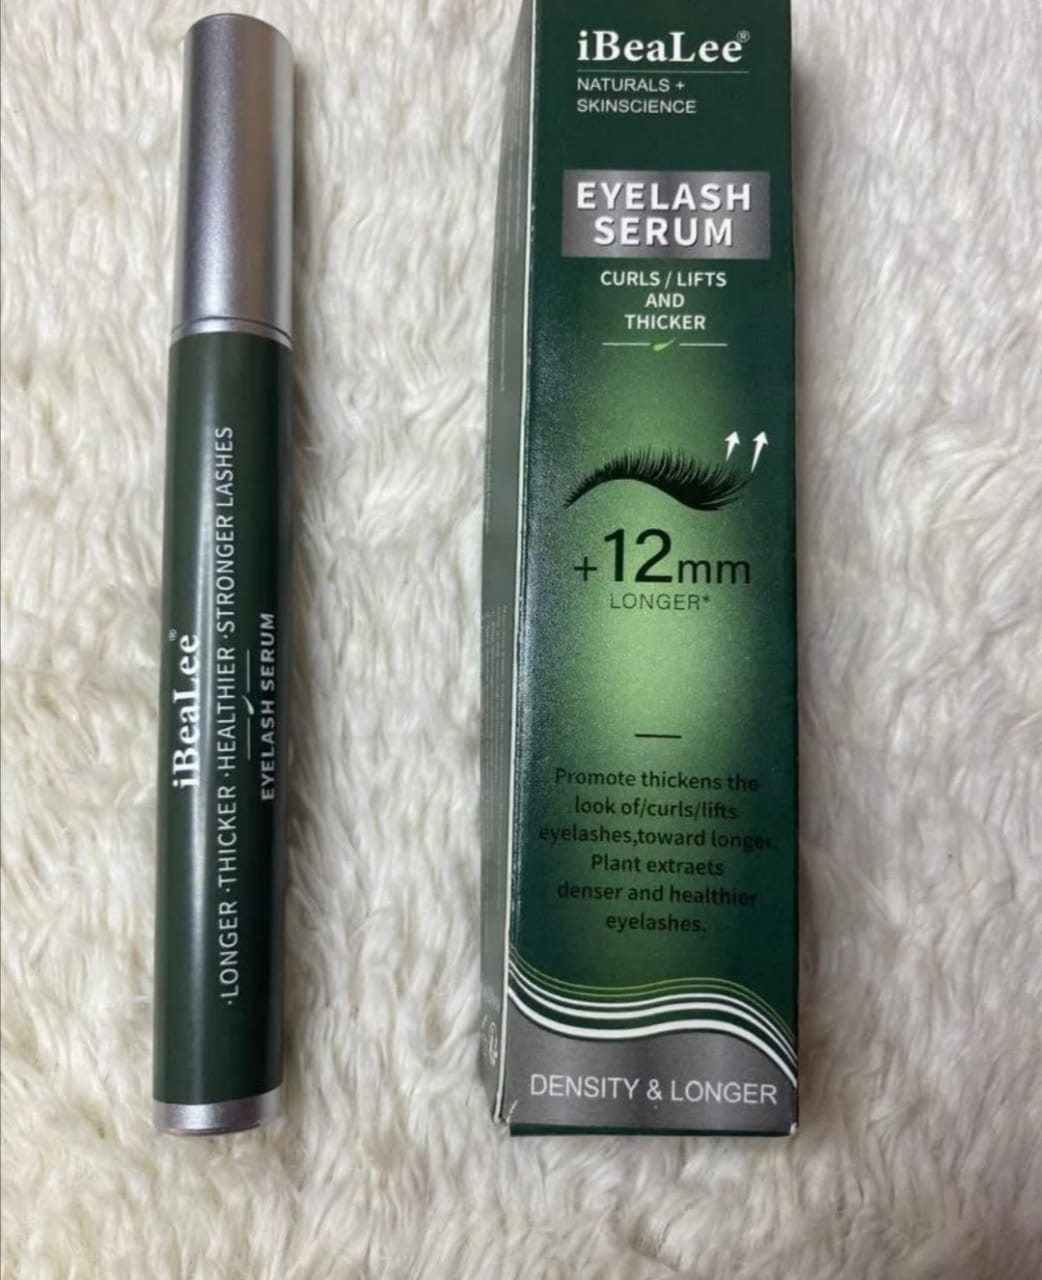 iBeaLee®
·LONGER ·THICKER ·HEALTHIER ·STRONGER LASHES
EYELASH SERUM
iBeaLee®
NATURALS +
SKINSCIENCE
EYELASH
SERUM
CURLS / LIFTS
AND
THICKER
+12mm
LONGER*
Promote thickens the
look of/curls/lifts
eyelashes,toward longer.
Plant extraets
denser and healthier
eyelashes.
DENSITY & LONGER